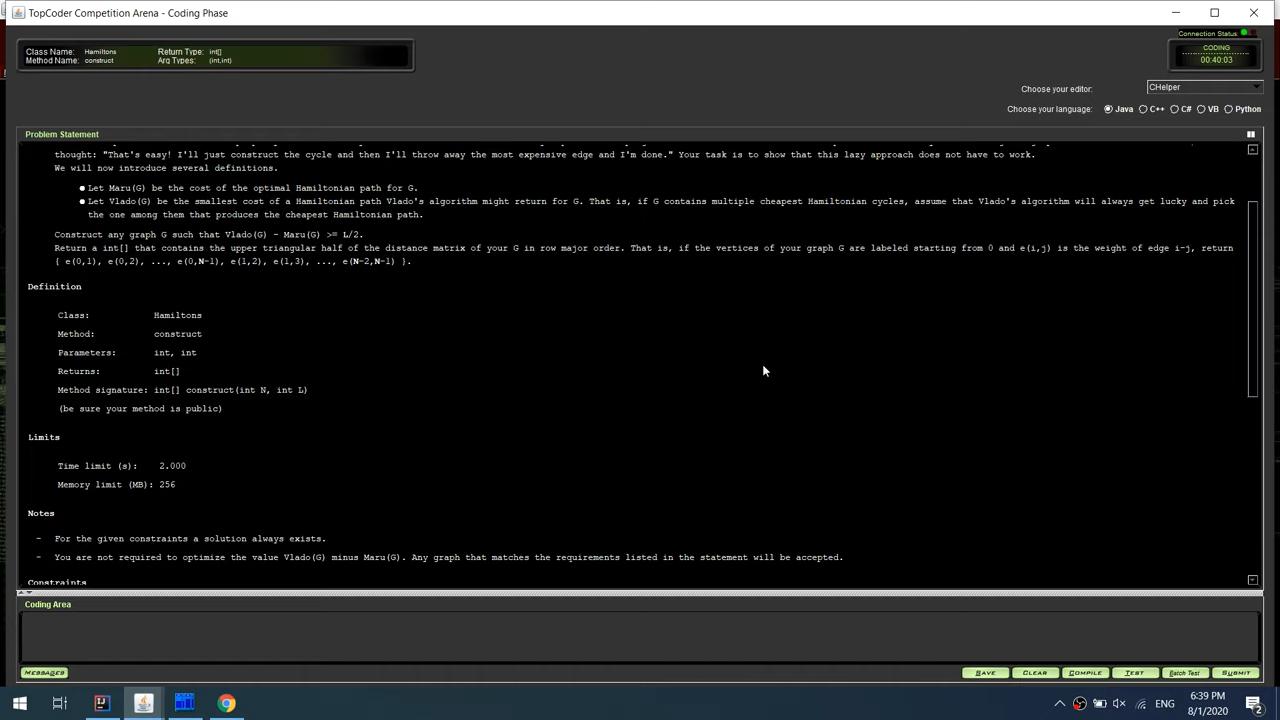 TopCoder Competition Arena - Coding Phase
Connection Status
Class Name: Hamiltons Return Type: int[]
Method Name: construct Arg Types: (int,int)
CODING
00:40:03
Choose your editor: CHelper
Choose your language: Java C++ C# VB Python
Problem Statement
thought: "That's easy! I'll just construct the cycle and then I'll throw away the most expensive edge and I'm done." Your task is to show that this lazy approach does not have to work.
We will now introduce several definitions.
Let Maru(G) be the cost of the optimal Hamiltonian path for G.
Let Vlado(G) be the smallest cost of a Hamiltonian path Vlado's algorithm might return for G. That is, if G contains multiple cheapest Hamiltonian cycles, assume that Vlado's algorithm will always get lucky and pick
the one among them that produces the cheapest Hamiltonian path.
Construct any graph G such that Vlado(G) - Maru(G) >= L/2.
Return a int[] that contains the upper triangular half of the distance matrix of your G in row major order. That is, if the vertices of your graph G are labeled starting from 0 and e(i,j) is the weight of edge i-j, return
{ e(0,1), e(0,2), ..., e(0,N-1), e(1,2), e(1,3), ..., e(N-2,N-1) }.
Definition
Class: Hamiltons
Method: construct
Parameters: int, int
Returns: int[]
Method signature: int[] construct(int N, int L)
(be sure your method is public)
Limits
Time limit (s): 2.000
Memory limit (MB): 256
Notes
- For the given constraints a solution always exists.
- You are not required to optimize the value Vlado(G) minus Maru(G). Any graph that matches the requirements listed in the statement will be accepted.
Constraints
Coding Area
MESSAGES SAVE CLEAR COMPILE TEST Batch Test SUBMIT
ENG
6:39 PM
8/1/2020
2